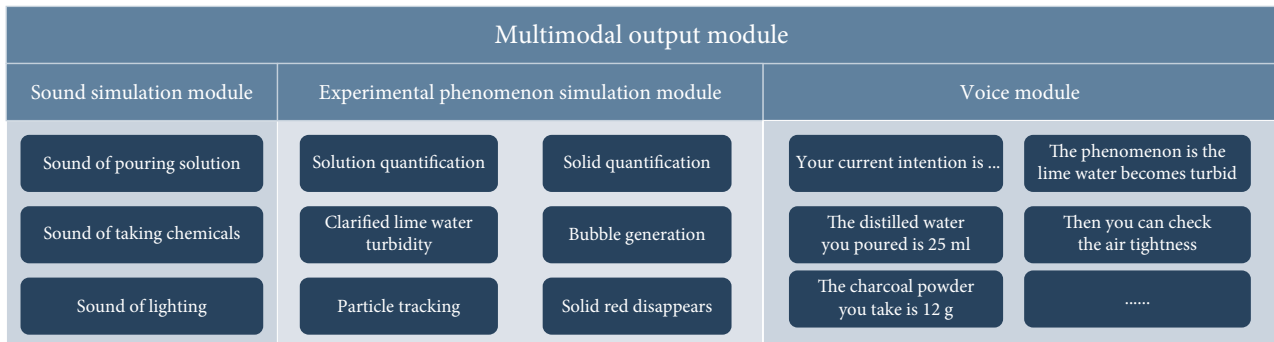 Multimodal output module
Sound simulation module
Experimental phenomenon simulation module
Voice module
Sound of pouring solution
Sound of taking chemicals
Sound of lighting
Solution quantification
Solid quantification
Clarified lime water
turbidity
Bubble generation
Particle tracking
Solid red disappears
Your current intention is ...
The phenomenon is the
lime water becomes turbid
The distilled water
you poured is 25 ml
Then you can check
the air tightness
The charcoal powder
you take is 12 g
......